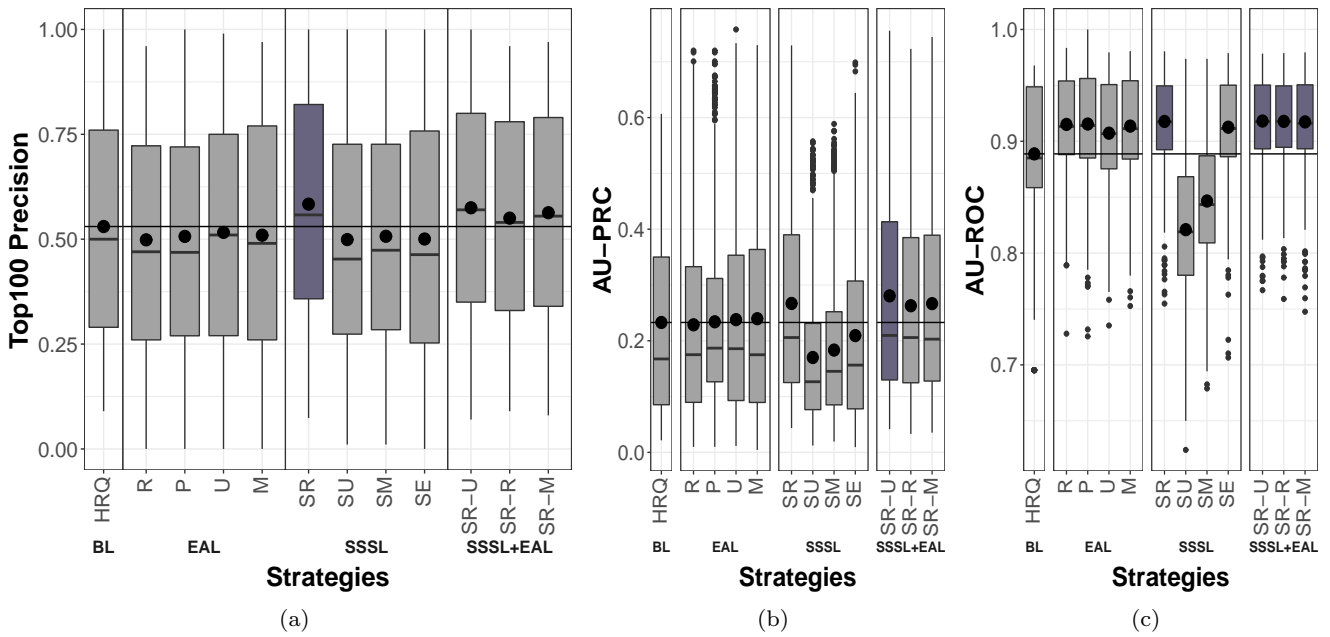 Top100 Precision
1.00
0.75
0.50
0.25
0.00
HRQ
R
P
U
M
SR
SU
SM
SE
SR−U
SR−R
SR−M
BL EAL SSSL SSSL+EAL
Strategies
(a)
AU−PRC
0.6
0.4
0.2
0.0
HRQ
R
P
U
M
SR
SU
SM
SE
SR−U
SR−R
SR−M
BL EAL SSSL SSSL+EAL
Strategies
(b)
AU−ROC
1.0
0.9
0.8
0.7
HRQ
R
P
U
M
SR
SU
SM
SE
SR−U
SR−R
SR−M
BL EAL SSSL SSSL+EAL
Strategies
(c)